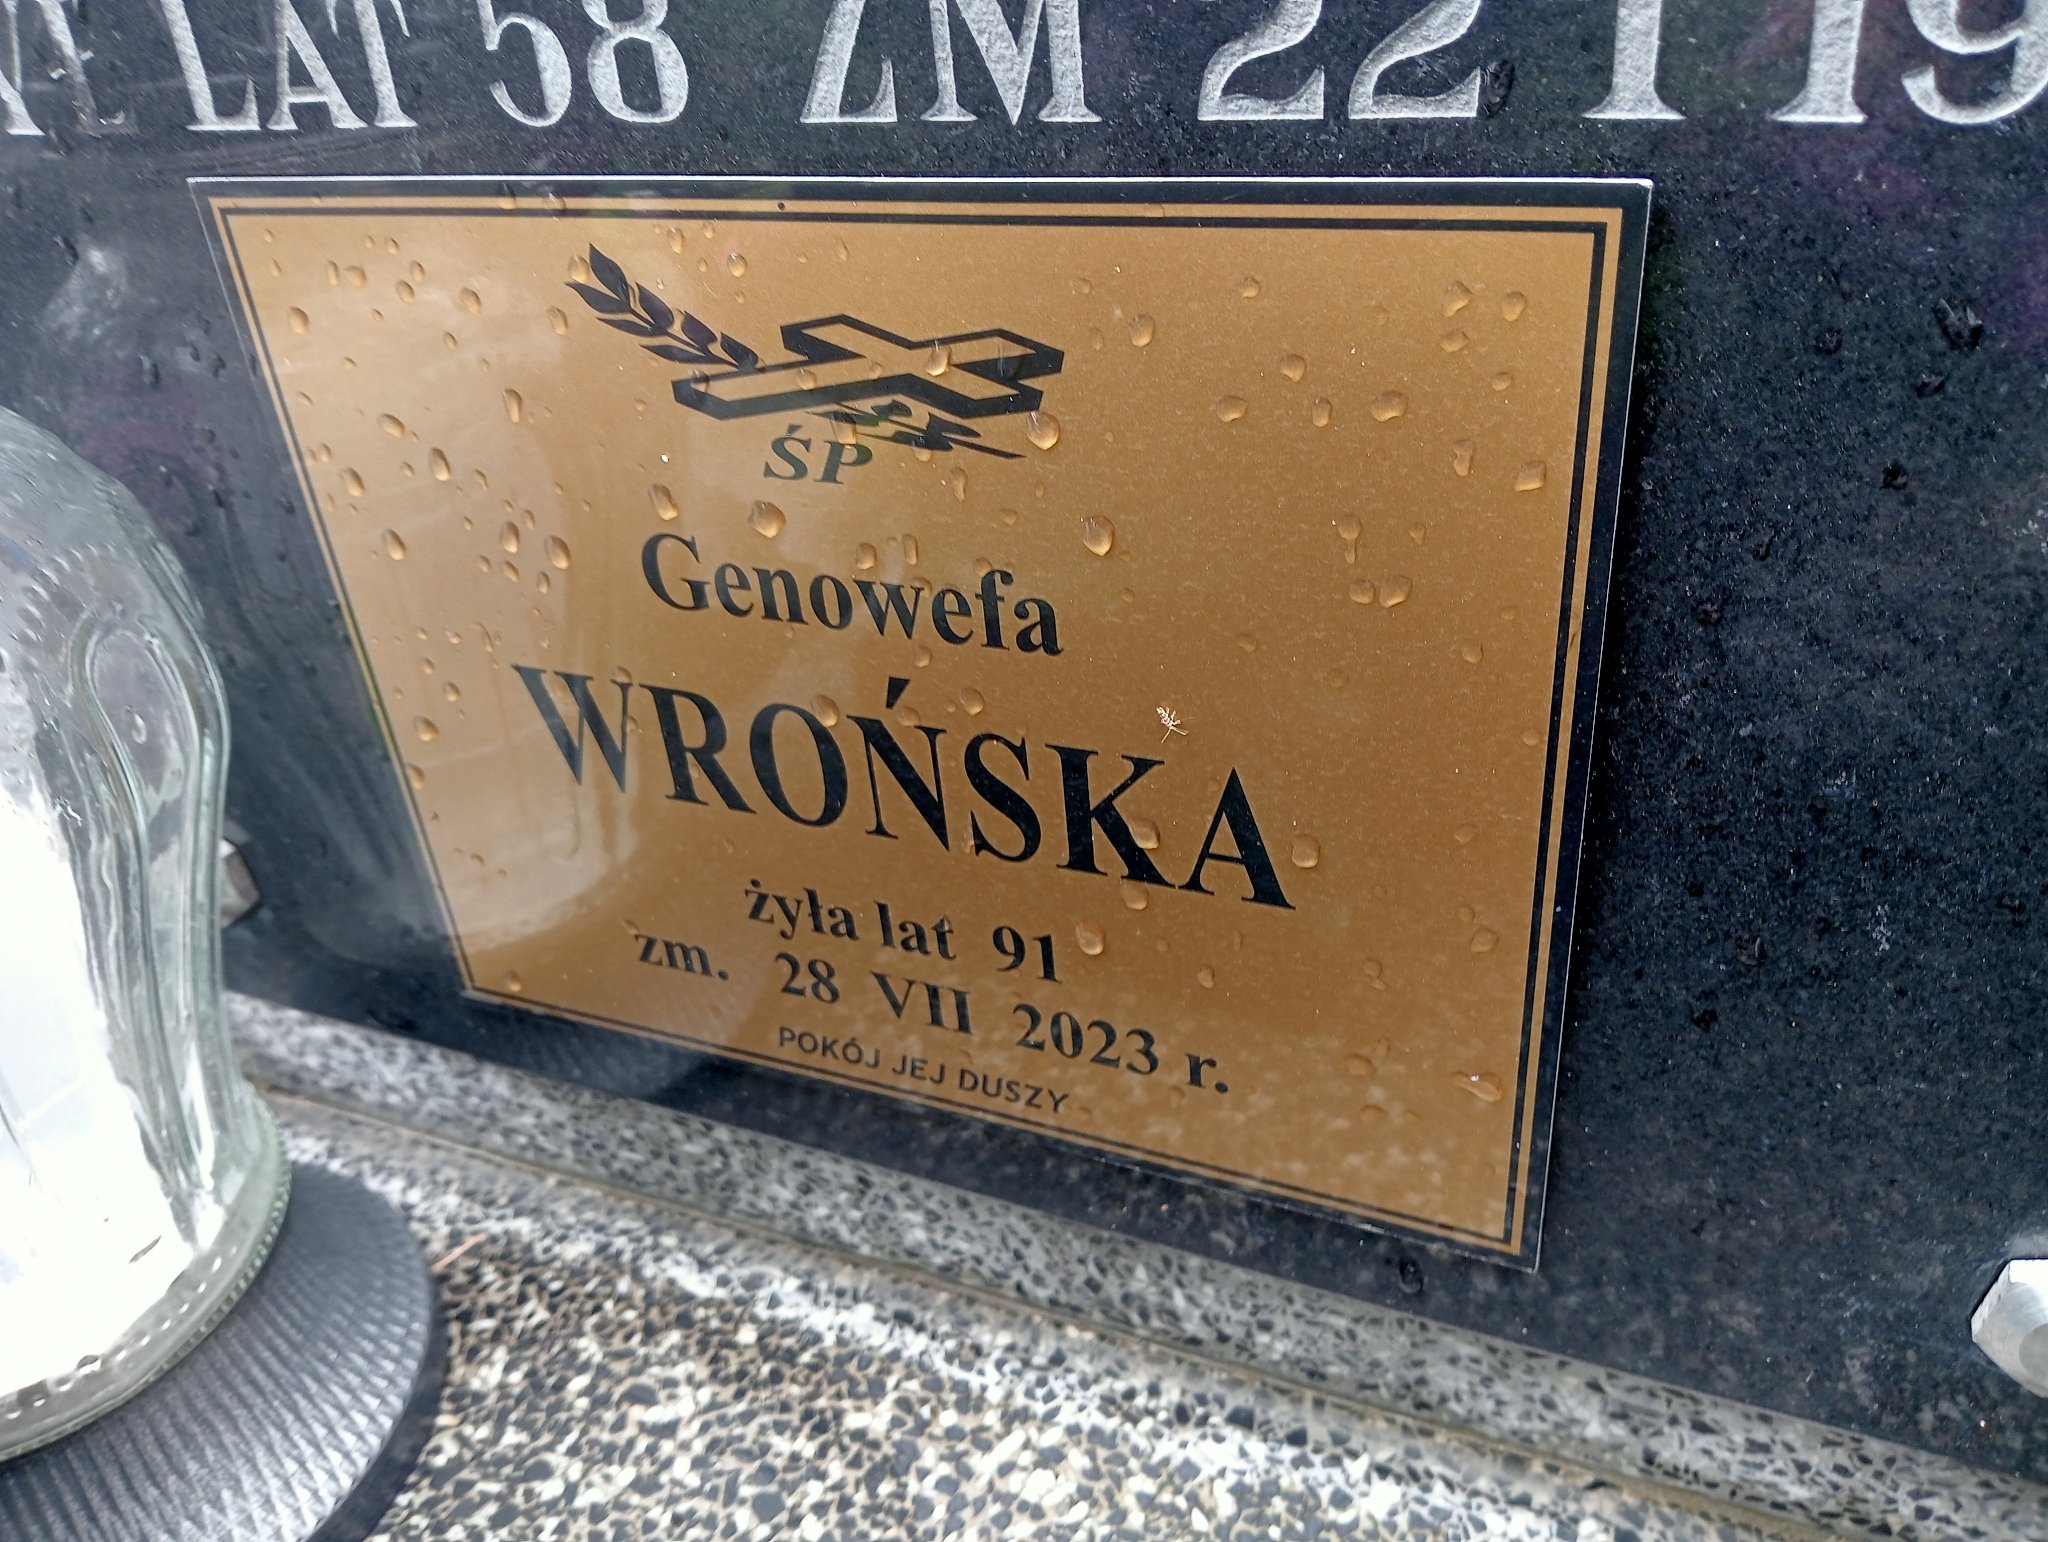 LAT 58 ZM 22 I 19
ŚP
Genowefa
WROŃSKA
żyła lat 91
zm. 28 VII 2023 r.
POKÓJ JEJ DUSZY